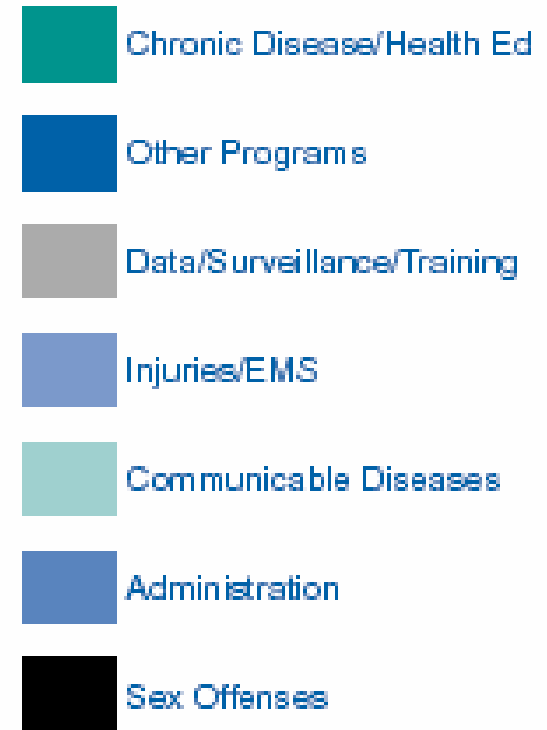 Chronic Disease/Health Ed
Other Programs
Data/Surveillance/Training
Injuries/EMS
Communicable Diseases
Administration
Sex Offenses